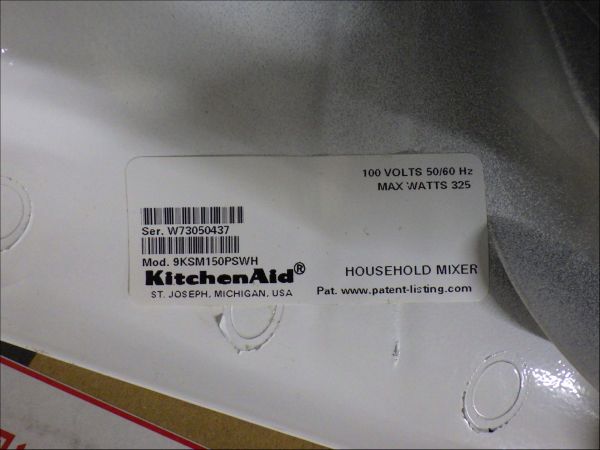 100 VOLTS 50/60 Hz
MAX WATTS 325
Ser. W73050437
Mod. 9KSM150PSWH
KitchenAid®
HOUSEHOLD MIXER
ST. JOSEPH, MICHIGAN, USA
Pat. www.patent-listing.com